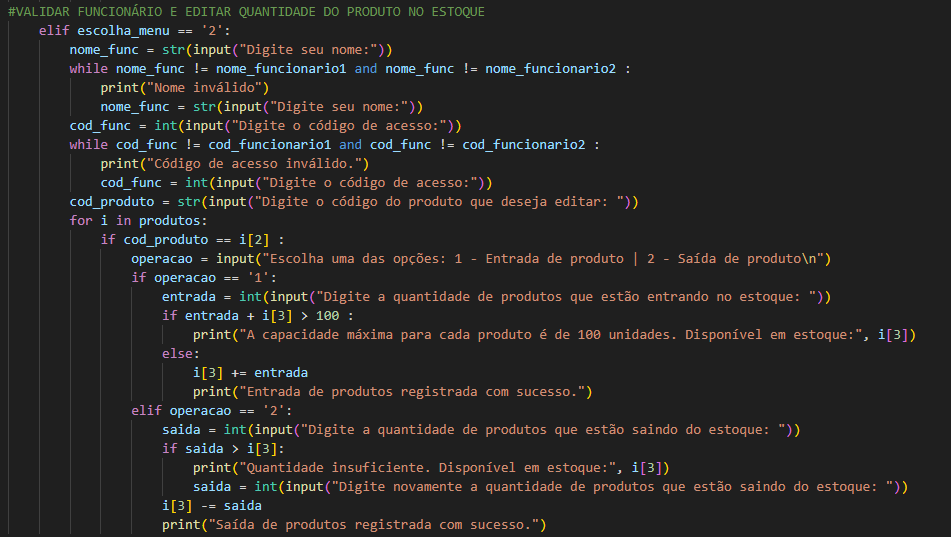 #VALIDAR FUNCIONÁRIO E EDITAR QUANTIDADE DO PRODUTO NO ESTOQUE
    elif escolha_menu == '2':
        nome_func = str(input("Digite seu nome:"))
        while nome_func != nome_funcionario1 and nome_func != nome_funcionario2 :
            print("Nome inválido")
            nome_func = str(input("Digite seu nome:"))
        cod_func = int(input("Digite o código de acesso:"))
        while cod_func != cod_funcionario1 and cod_func != cod_funcionario2 :
            print("Código de acesso inválido.")
            cod_func = int(input("Digite o código de acesso:"))
        cod_produto = str(input("Digite o código do produto que deseja editar: "))
        for i in produtos:
            if cod_produto == i[2] :
                operacao = input("Escolha uma das opções: 1 - Entrada de produto | 2 - Saída de produto\n")
                if operacao == '1':
                    entrada = int(input("Digite a quantidade de produtos que estão entrando no estoque: "))
                    if entrada + i[3] > 100 :
                        print("A capacidade máxima para cada produto é de 100 unidades. Disponível em estoque:", i[3])
                    else:
                        i[3] += entrada
                        print("Entrada de produtos registrada com sucesso.")
                elif operacao == '2':
                    saida = int(input("Digite a quantidade de produtos que estão saindo do estoque: "))
                    if saida > i[3]:
                        print("Quantidade insuficiente. Disponível em estoque:", i[3])
                        saida = int(input("Digite novamente a quantidade de produtos que estão saindo do estoque: "))
                    i[3] -= saida
                    print("Saída de produtos registrada com sucesso.")